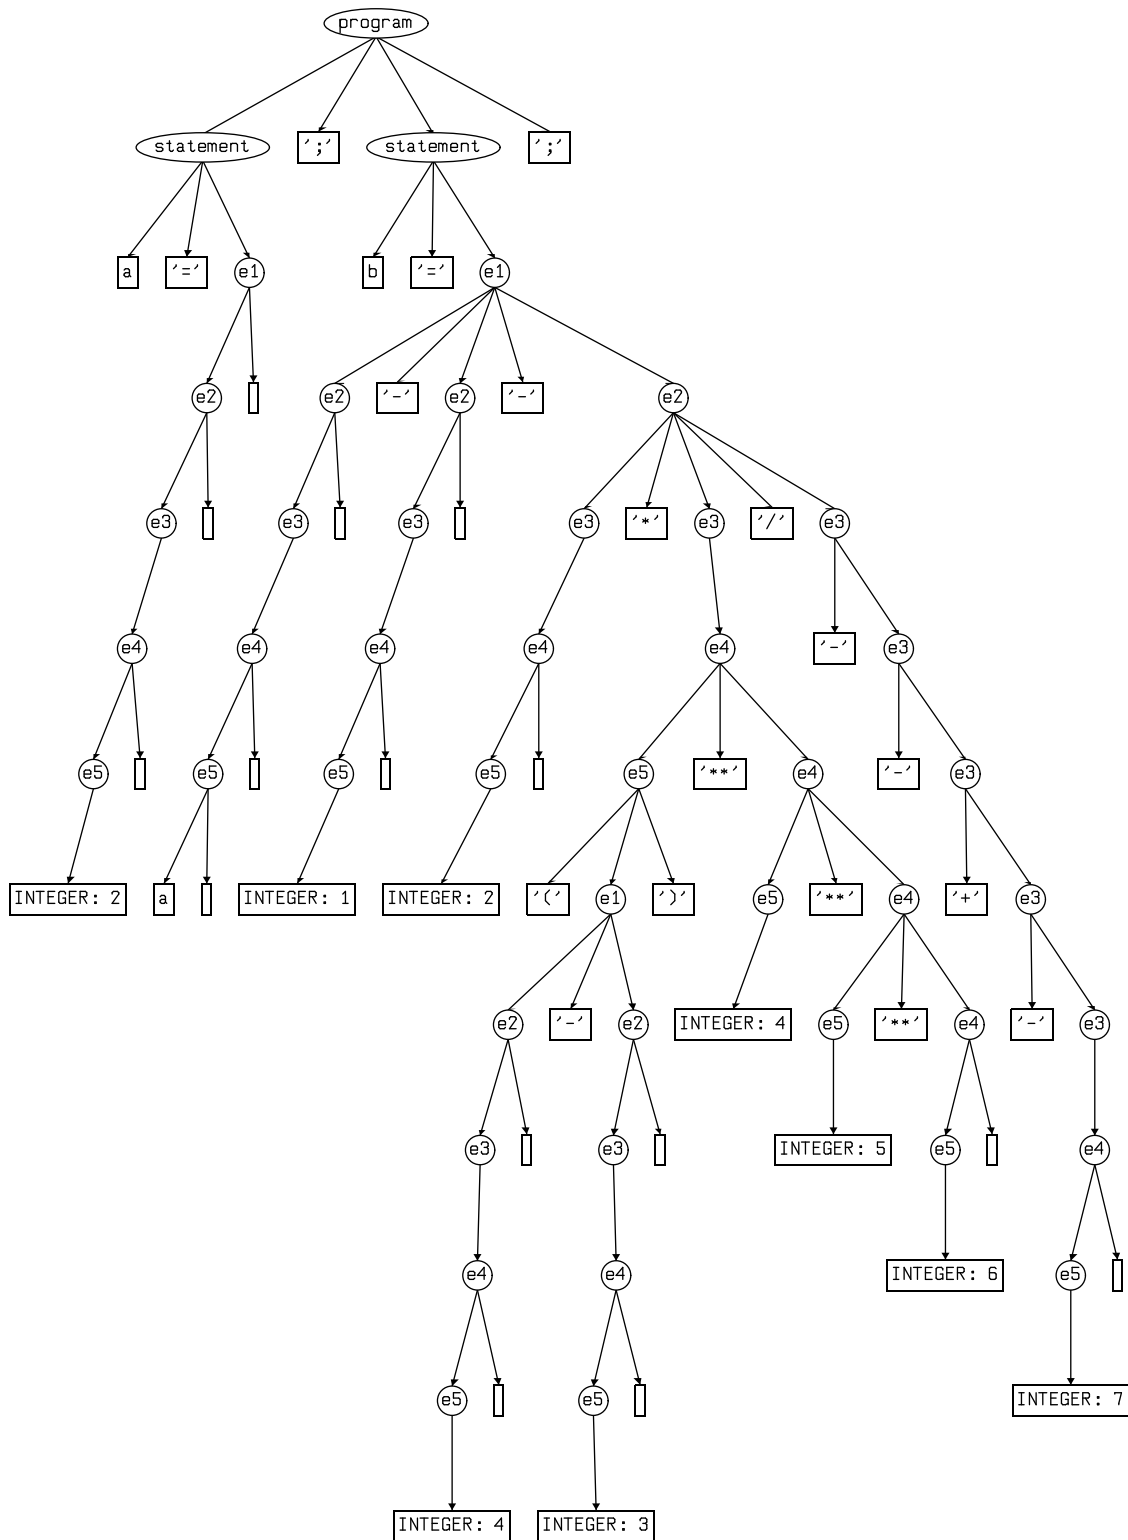 program
statement ';' statement ';'
a '=' e1 b '=' e1
e2 e2 '-' e2 '-' e2
e3 e3 e3 e3 '*' e3 '/' e3
e4 e4 e4 e4 e4 '-' e3
e5 e5 e5 e5 e5 '**' e4 '-' e3
INTEGER: 2 a INTEGER: 1 INTEGER: 2 '(' e1 ')' e5 '**' e4 '+' e3
e2 '-' e2 INTEGER: 4 e5 '**' e4 '-' e3
e3 e3 INTEGER: 5 e5 e4
e4 e4 INTEGER: 6 e5
e5 e5 INTEGER: 7
INTEGER: 4 INTEGER: 3